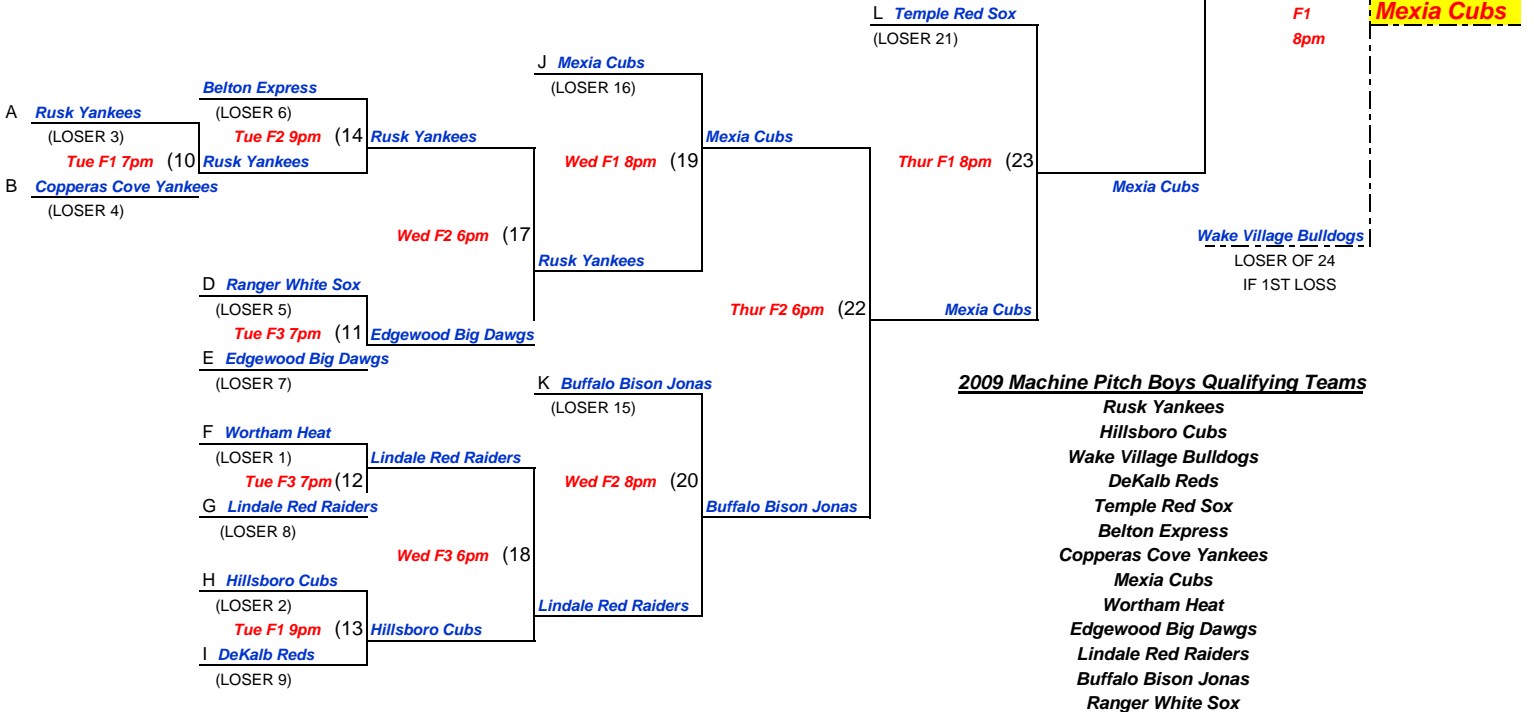 L Temple Red Sox
F1
Mexia Cubs
(LOSER 21)
8pm
J Mexia Cubs
(LOSER 16)
Belton Express
(LOSER 6)
A Rusk Yankees
(LOSER 3)
Tue F2 9pm (14
Rusk Yankees
Mexia Cubs
Tue F1 7pm (10
Rusk Yankees
Wed F1 8pm (19
Thur F1 8pm (23
B Copperas Cove Yankees
(LOSER 4)
Mexia Cubs
Wed F2 6pm (17
Wake Village Bulldogs
LOSER OF 24
IF 1ST LOSS
Rusk Yankees
D Ranger White Sox
(LOSER 5)
Thur F2 6pm (22
Mexia Cubs
Tue F3 7pm (11
Edgewood Big Dawgs
E Edgewood Big Dawgs
(LOSER 7)
K Buffalo Bison Jonas
(LOSER 15)
F Wortham Heat
(LOSER 1)
Lindale Red Raiders
Tue F3 7pm (12
Wed F2 8pm (20
G Lindale Red Raiders
(LOSER 8)
Buffalo Bison Jonas
Wed F3 6pm (18
H Hillsboro Cubs
(LOSER 2)
Lindale Red Raiders
Tue F1 9pm (13
Hillsboro Cubs
I DeKalb Reds
(LOSER 9)
2009 Machine Pitch Boys Qualifying Teams
Rusk Yankees
Hillsboro Cubs
Wake Village Bulldogs
DeKalb Reds
Temple Red Sox
Belton Express
Copperas Cove Yankees
Mexia Cubs
Wortham Heat
Edgewood Big Dawgs
Lindale Red Raiders
Buffalo Bison Jonas
Ranger White Sox